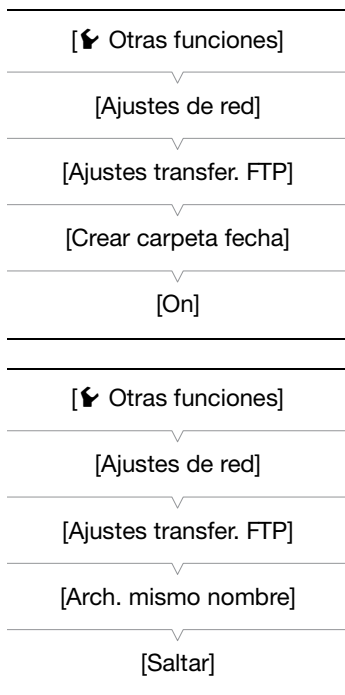 [Otras funciones]
[Ajustes de red]
[Ajustes transfer. FTP]
[Crear carpeta fecha]
[On]
[Otras funciones]
[Ajustes de red]
[Ajustes transfer. FTP]
[Arch. mismo nombre]
[Saltar]